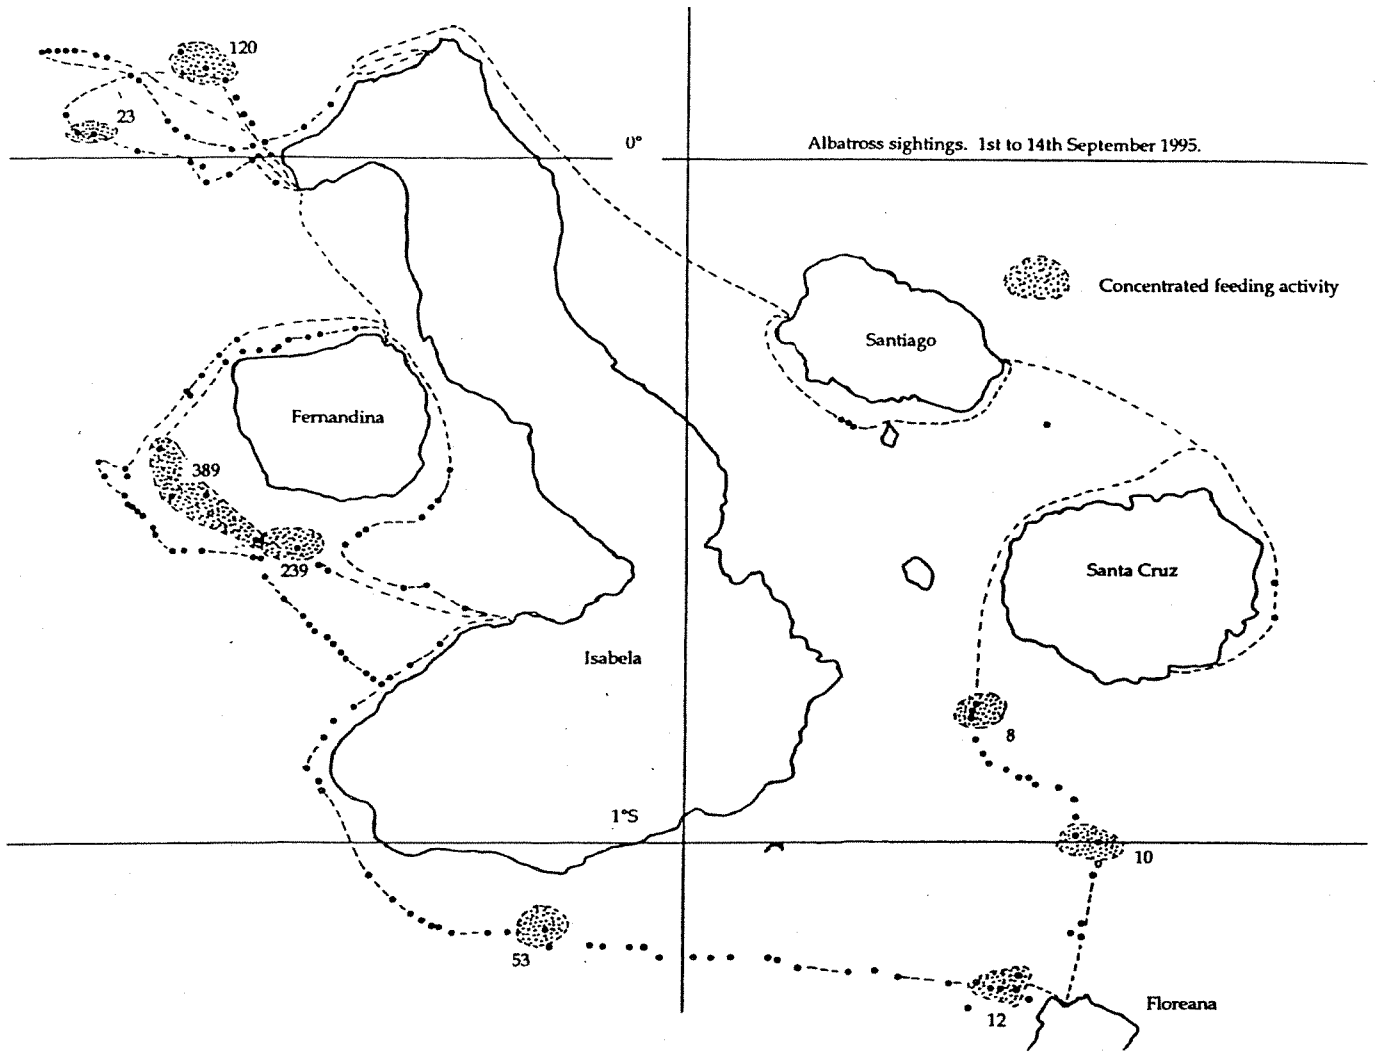 120
23
0°
Albatross sightings. 1st to 14th September 1995.
Concentrated feeding activity
Santiago
Fernandina
389
239
Santa Cruz
Isabela
8
1°S
10
53
12
Floreana